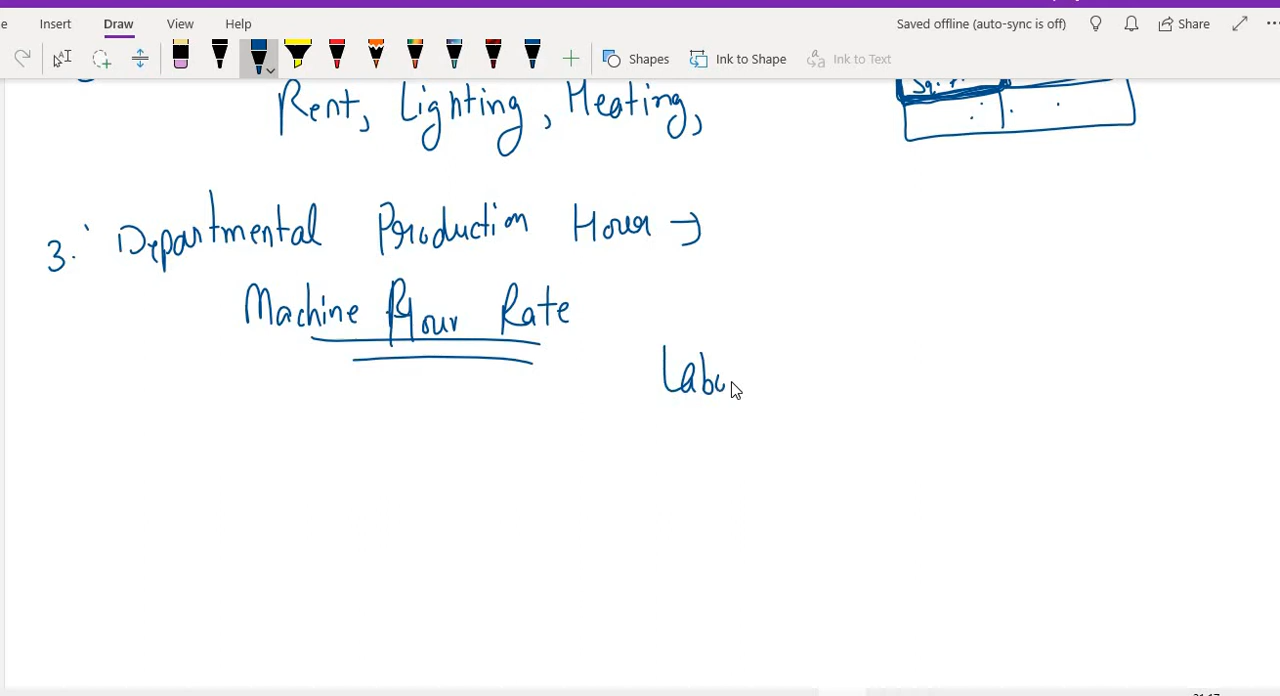 e Insert Draw View Help Saved offline (auto-sync is off) Share
Shapes Ink to Shape Ink to Text
Rent, Lighting, Heating,
Sq. f.
3. Departmental Production Hour →
Machine Hour Rate
Labo